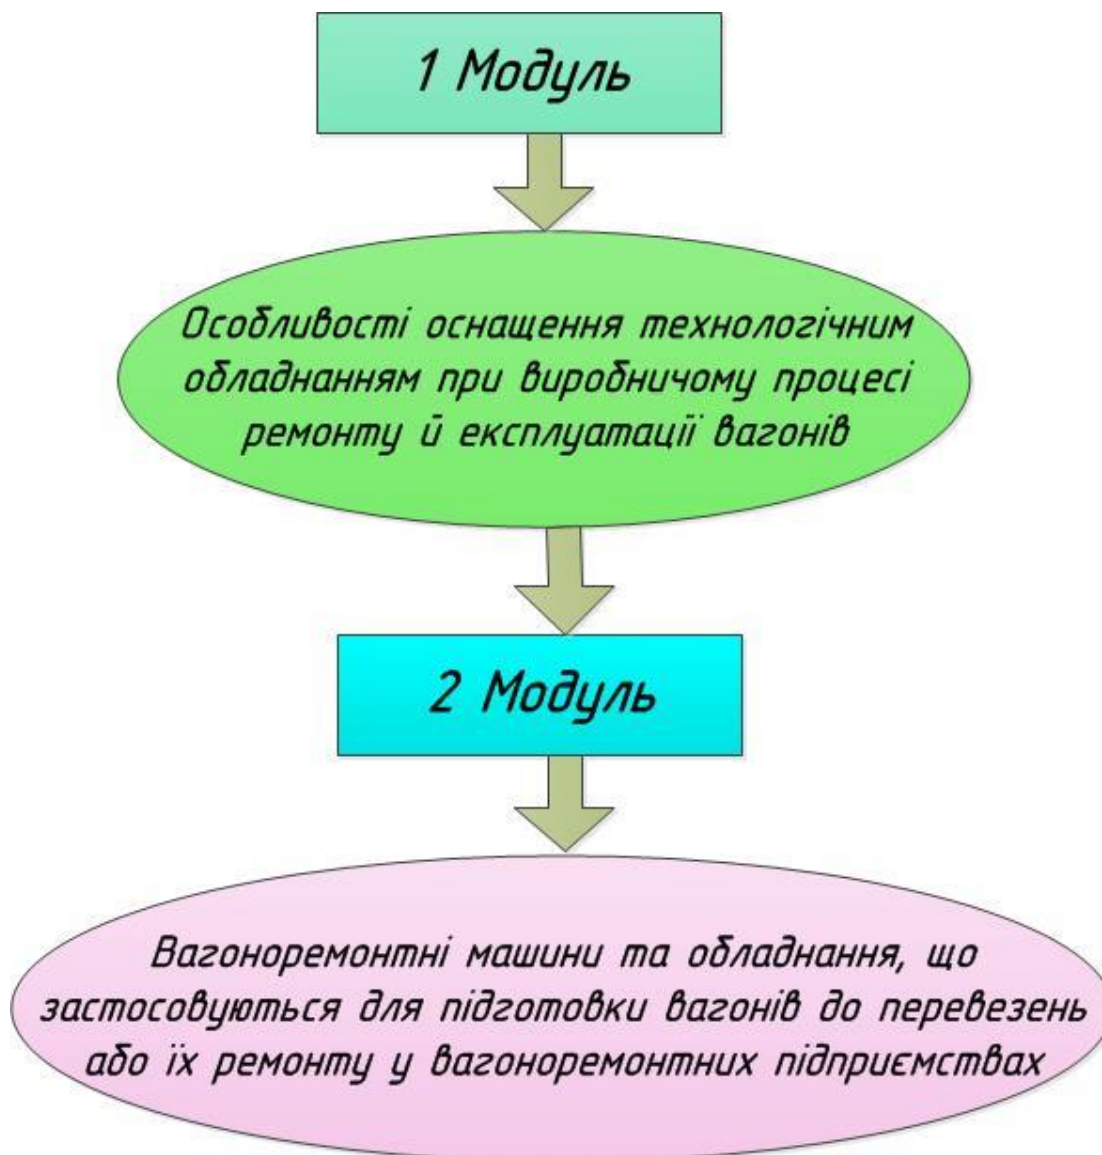 1 Модуль
Особливості оснащення технологічним
обладнанням при виробничому процесі
ремонту й експлуатації вагонів
2 Модуль
Вагоноремонтні машини та обладнання, що
застосовуються для підготовки вагонів до перевезень
або їх ремонту у вагоноремонтних підприємствах